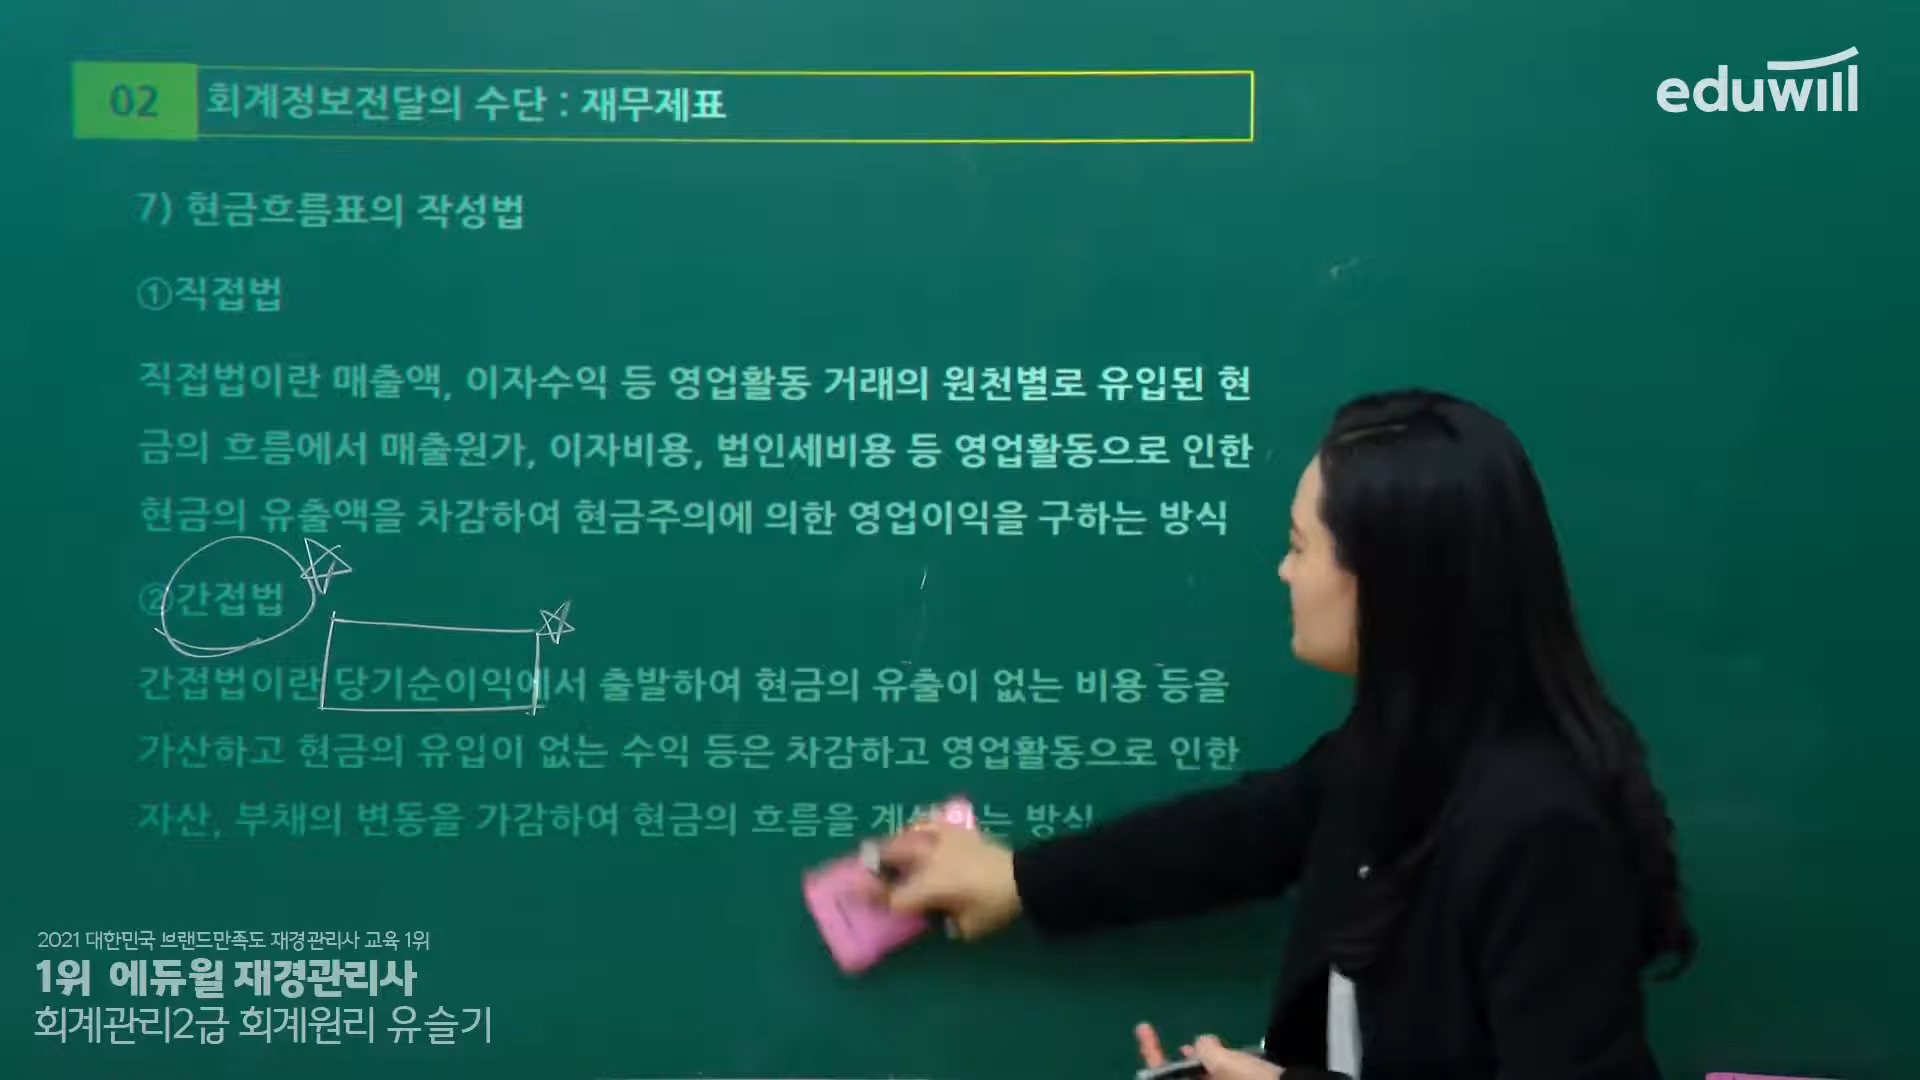 eduwill
02 회계정보전달의 수단 : 재무제표
7) 현금흐름표의 작성법
①직접법
직접법이란 매출액, 이자수익 등 영업활동 거래의 원천별로 유입된 현
금의 흐름에서 매출원가, 이자비용, 법인세비용 등 영업활동으로 인한
현금의 유출액을 차감하여 현금주의에 의한 영업이익을 구하는 방식
②간접법
간접법이란 당기순이익에서 출발하여 현금의 유출이 없는 비용 등을
가산하고 현금의 유입이 없는 수익 등은 차감하고 영업활동으로 인한
자산, 부채의 변동을 가감하여 현금의 흐름을 계산하는 방식
2021 대한민국 브랜드만족도 재경관리사 교육 1위
1위 에듀윌 재경관리사
회계관리2급 회계원리 유슬기